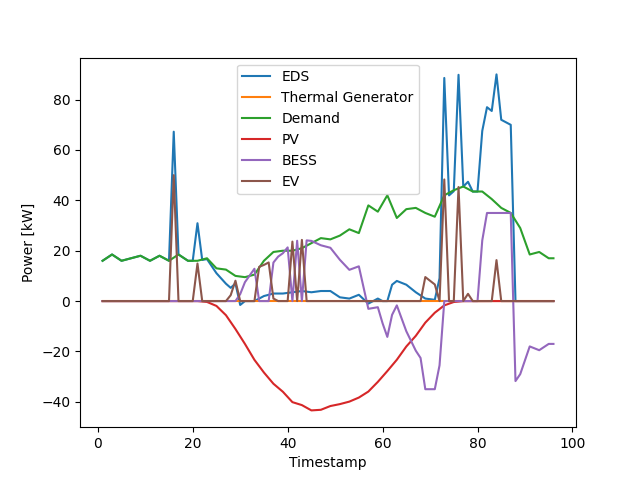 EDS
Thermal Generator
Demand
PV
BESS
EV
Power [kW]
80
60
40
20
0
−20
−40
0 20 40 60 80 100
Timestamp